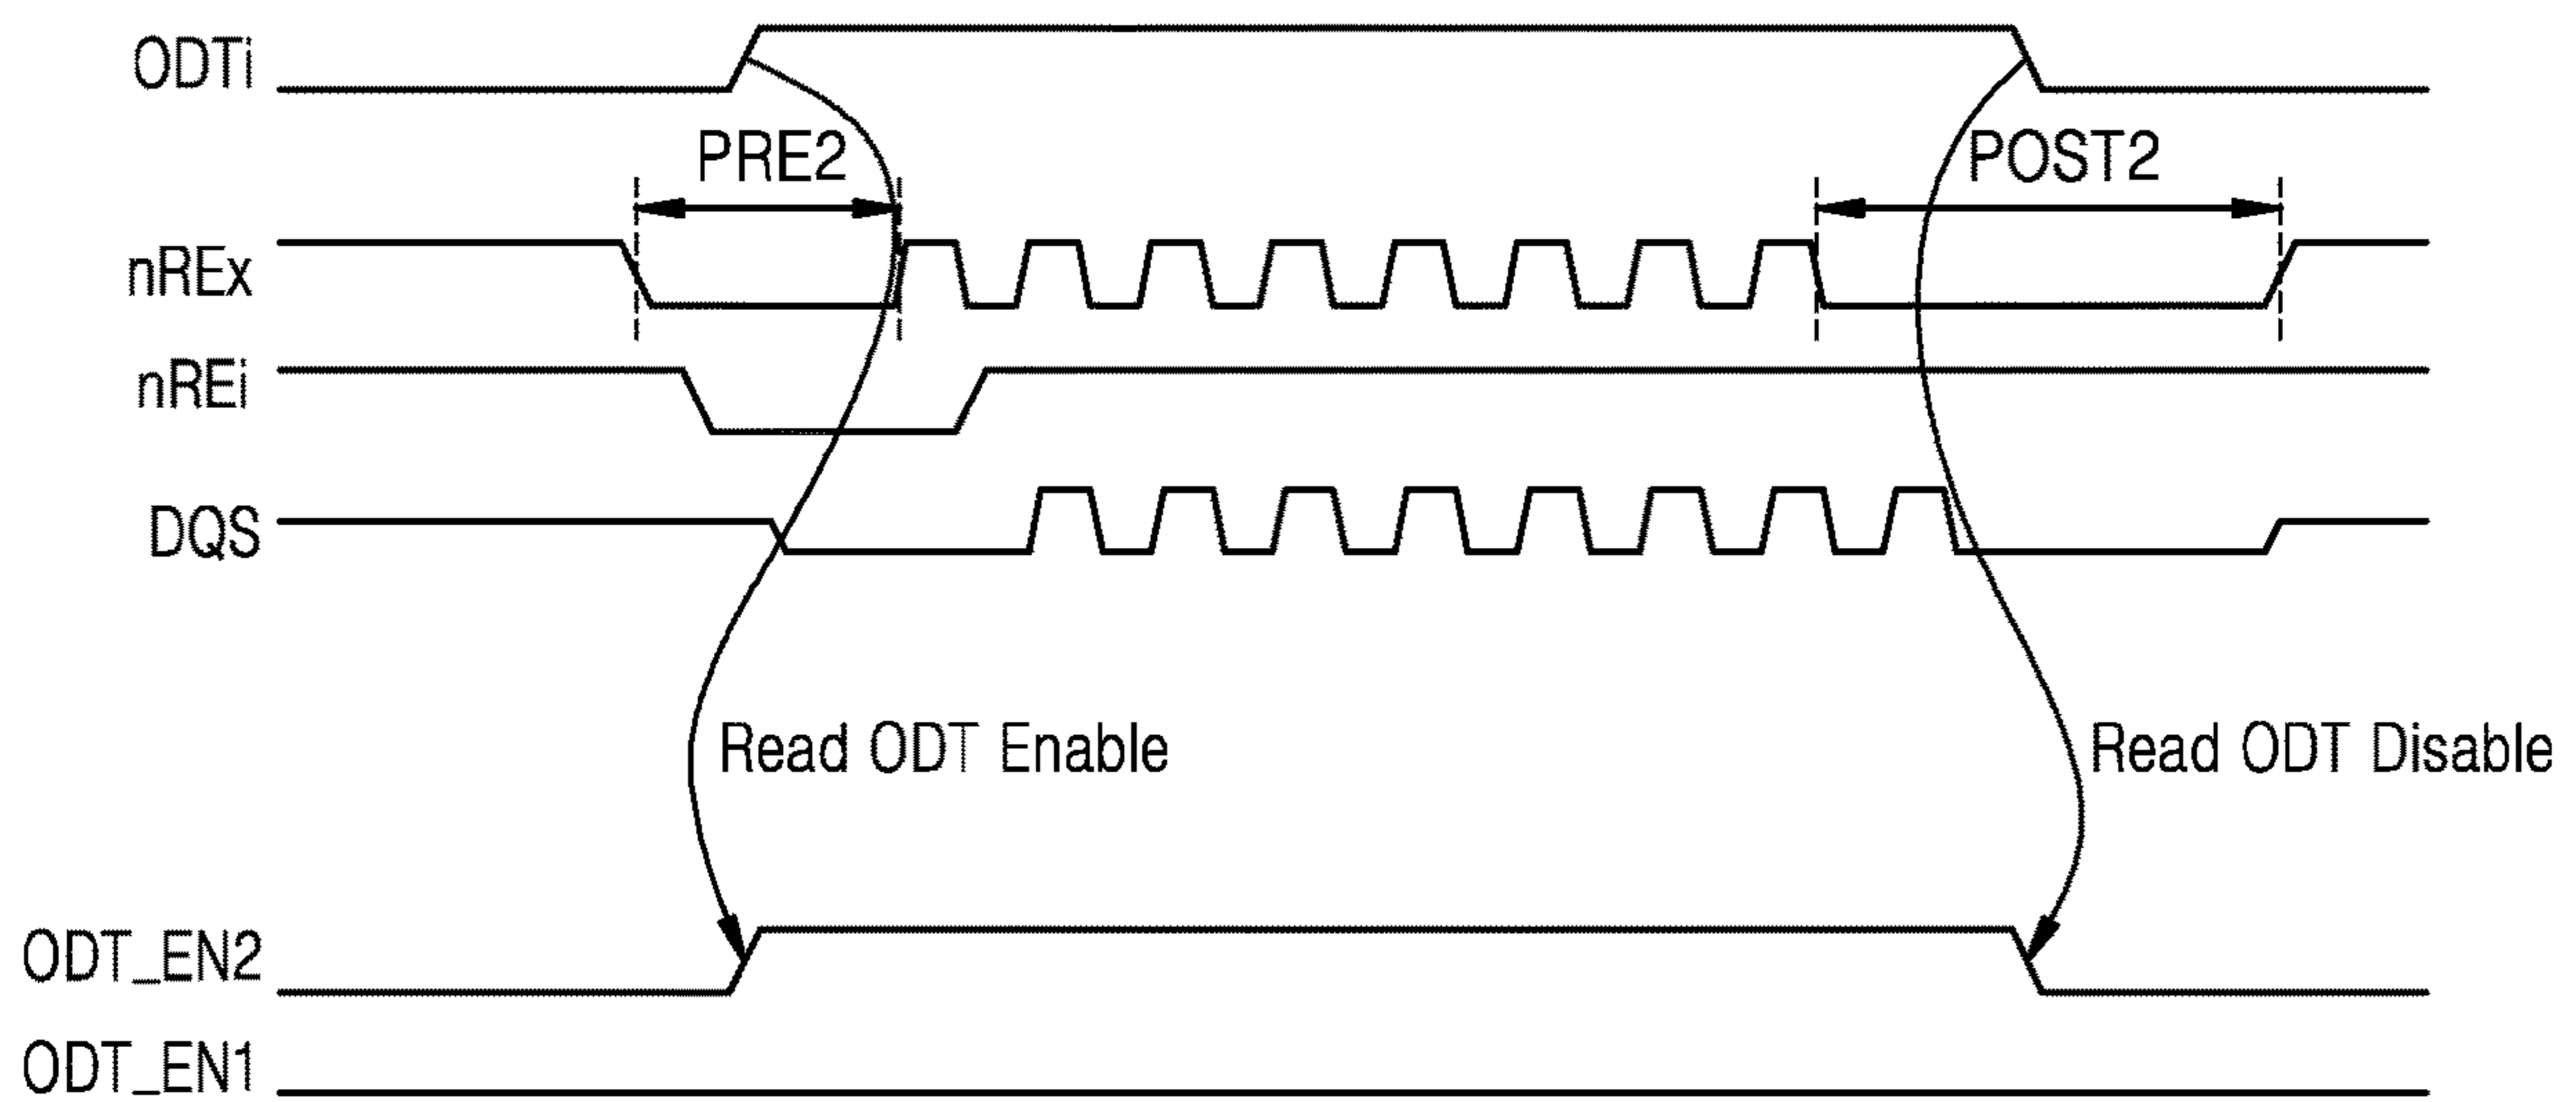 ODTi
PRE2
POST2
nREx
nREi
DQS
Read ODT Enable
Read ODT Disable
ODT_EN2
ODT_EN1